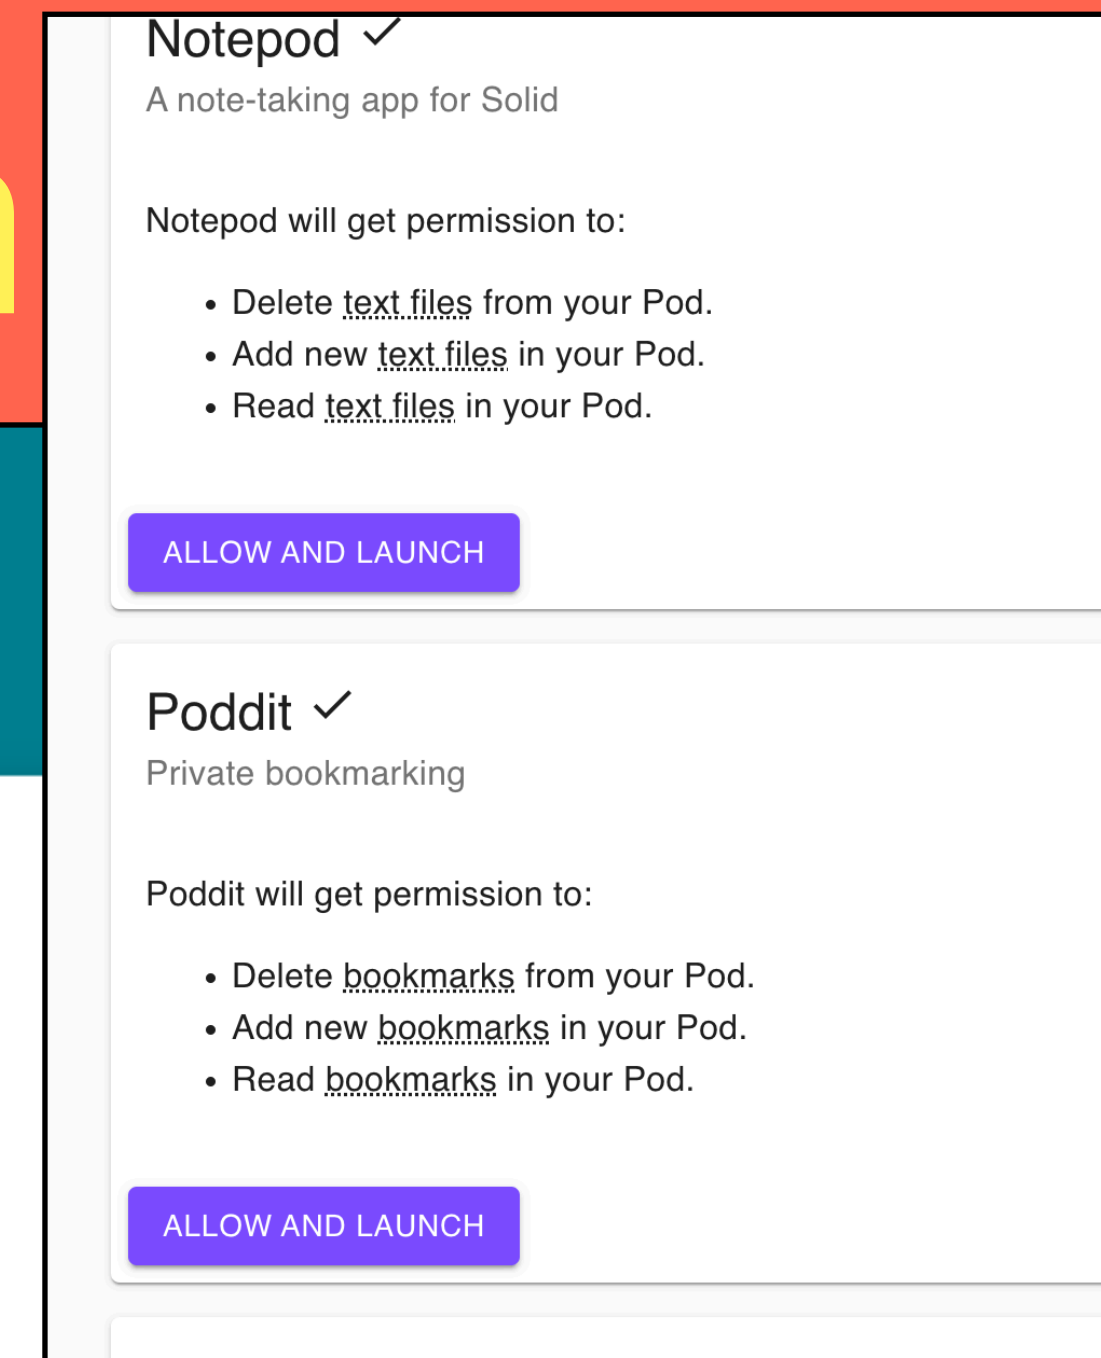 Notepod
A note-taking app for Solid
Notepod will get permission to:
Delete text files from your Pod.
Add new text files in your Pod.
Read text files in your Pod.
ALLOW AND LAUNCH
Poddit
Private bookmarking
Poddit will get permission to:
Delete bookmarks from your Pod.
Add new bookmarks in your Pod.
Read bookmarks in your Pod.
ALLOW AND LAUNCH